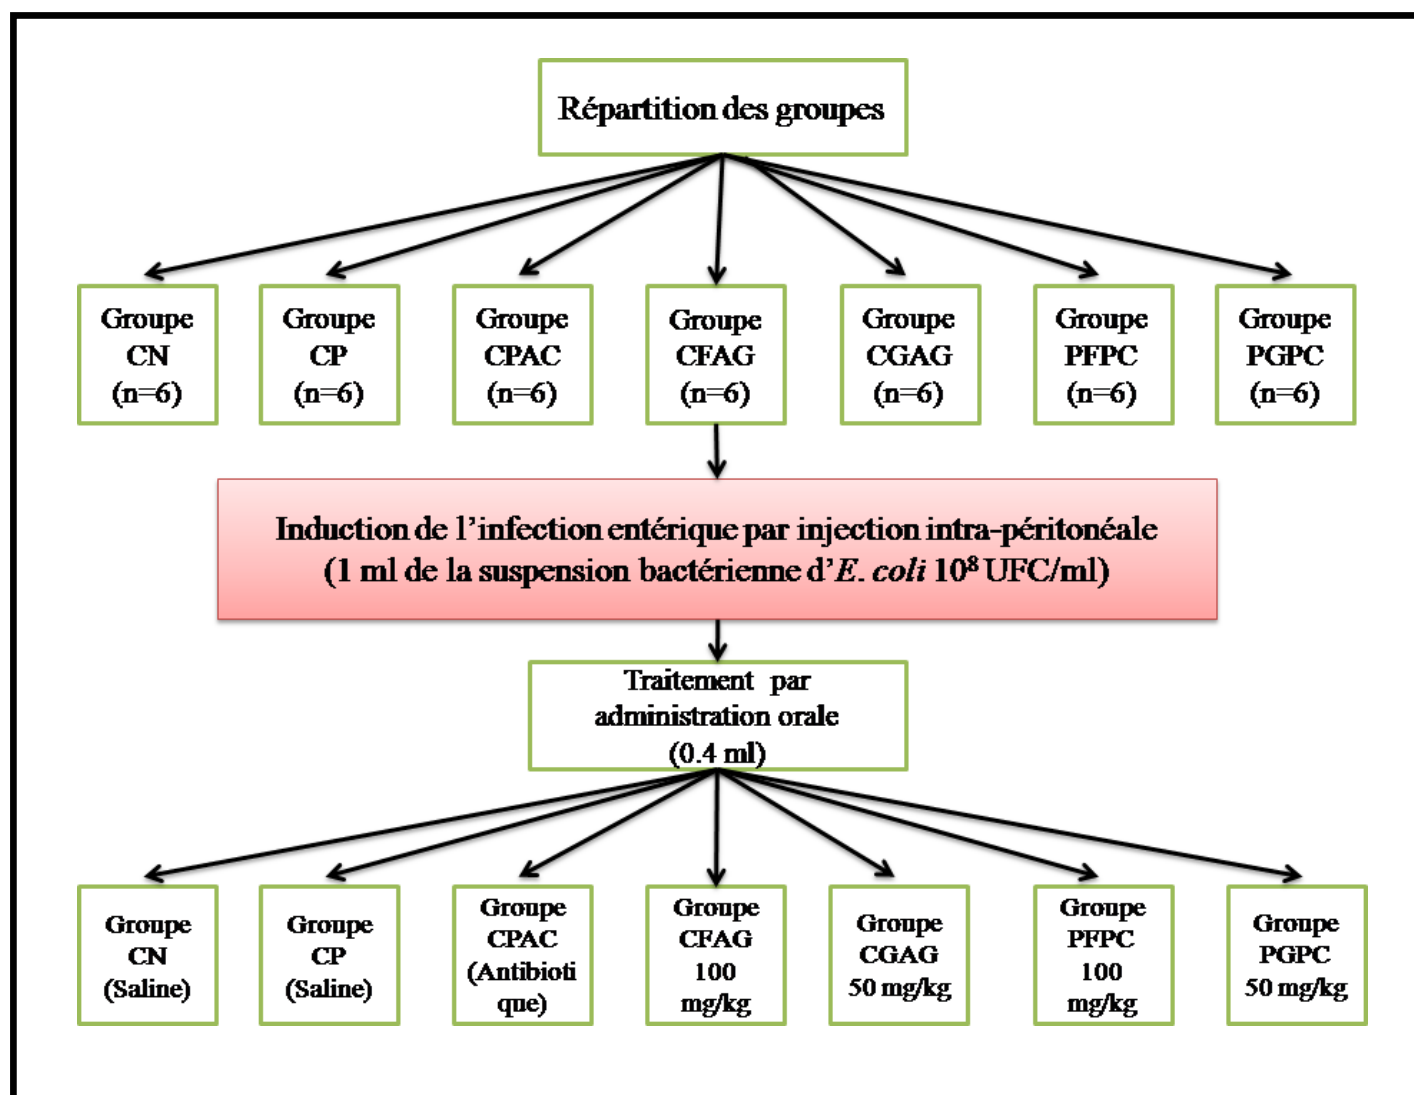 Répartition des groupes
Groupe
CN
(n=6)
Groupe
CP
(n=6)
Groupe
CPAC
(n=6)
Groupe
CFAG
(n=6)
Groupe
CGAG
(n=6)
Groupe
PFPC
(n=6)
Groupe
PGPC
(n=6)
Induction de l’infection entérique par injection intra-péritonéale
(1 ml de la suspension bactérienne d’E. coli 10⁸ UFC/ml)
Traitement par
administration orale
(0.4 ml)
Groupe
CN
(Saline)
Groupe
CP
(Saline)
Groupe
CPAC
(Antibioti
que)
Groupe
CFAG
100
mg/kg
Groupe
CGAG
50 mg/kg
Groupe
PFPC
100
mg/kg
Groupe
PGPC
50 mg/kg